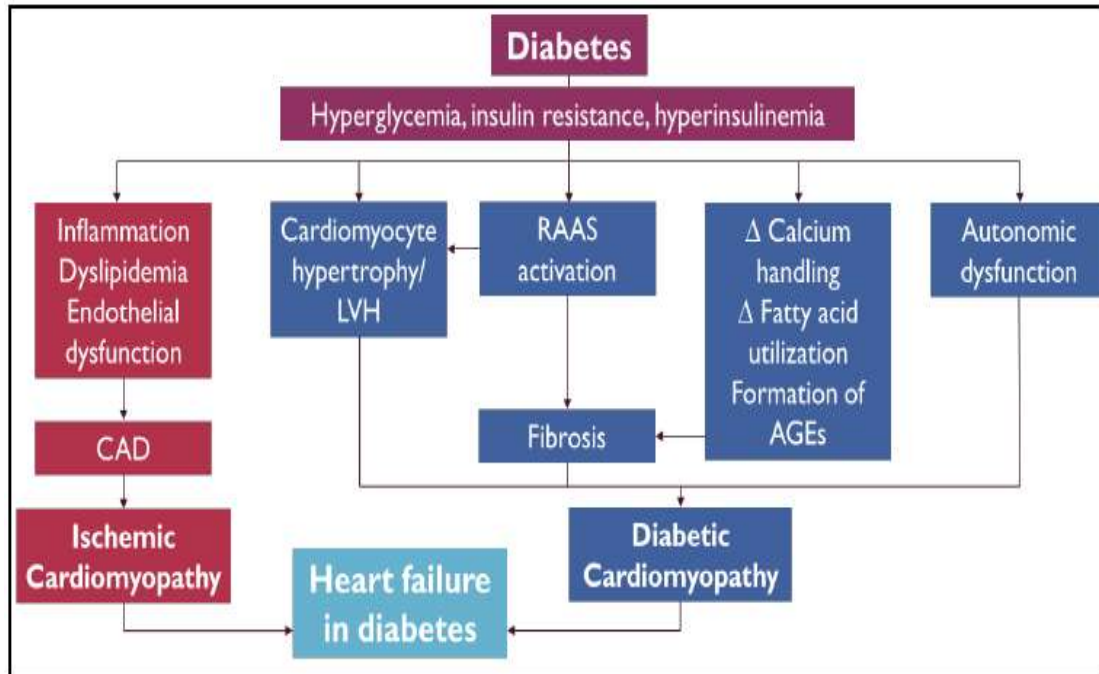 Diabetes
Hyperglycemia, insulin resistance, hyperinsulinemia
Inflammation
Dyslipidemia
Endothelial
dysfunction
Cardiomyocyte
hypertrophy/
LVH
RAAS
activation
Δ Calcium
handling
Δ Fatty acid
utilization
Formation of
AGEs
Autonomic
dysfunction
CAD
Fibrosis
Ischemic
Cardiomyopathy
Diabetic
Cardiomyopathy
Heart failure
in diabetes